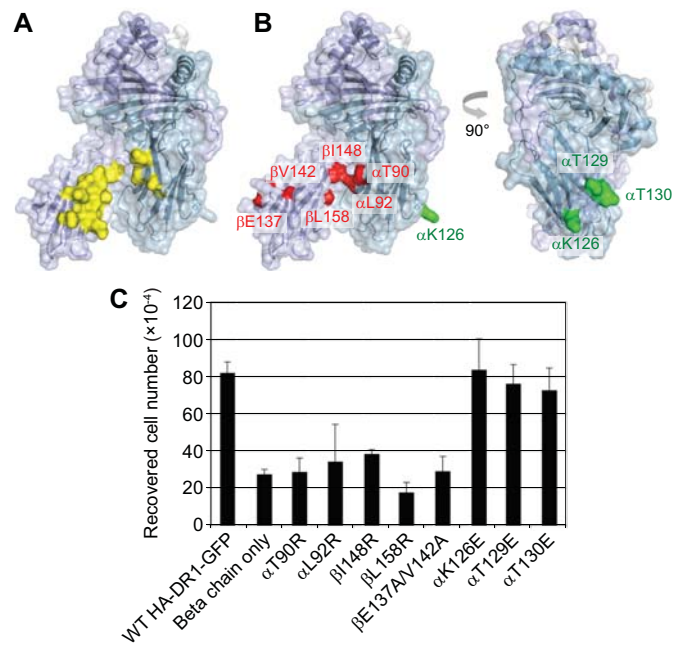 A
B
90°
βI148
βV142
αT90
βE137
βL158
αL92
αK126
αT129
αT130
αK126
C
Recovered cell number (×10⁻⁴)
120
100
80
60
40
20
0
WT HA-DR1-GFP
Beta chain only
αT90R
αL92R
βI148R
βL158R
βE137A/V142A
αK126E
αT129E
αT130E